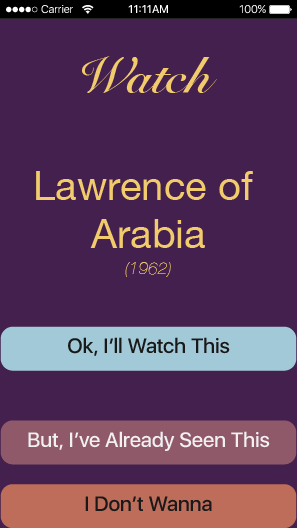 Carrier 11:11AM 100%
Watch
Lawrence of
Arabia
(1962)
Ok, I’ll Watch This
But, I’ve Already Seen This
I Don’t Wanna